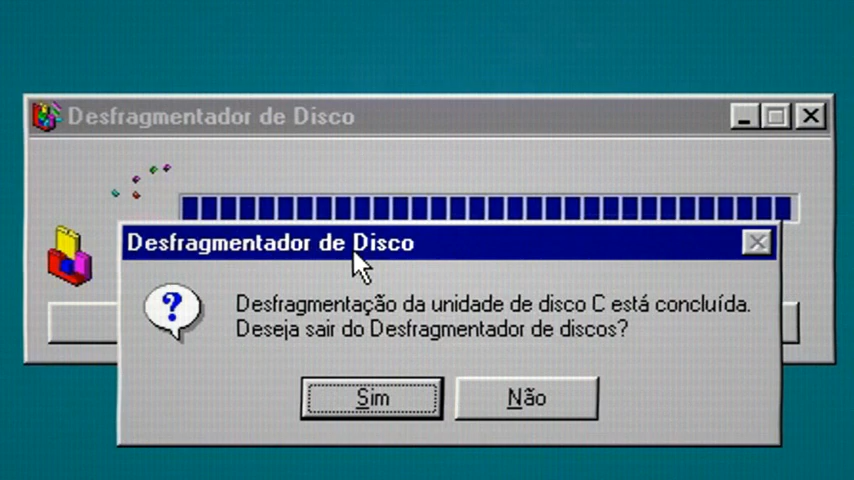 Desfragmentador de Disco
Desfragmentador de Disco
Desfragmentação da unidade de disco C está concluída.
Deseja sair do Desfragmentador de discos?
Sim
Não